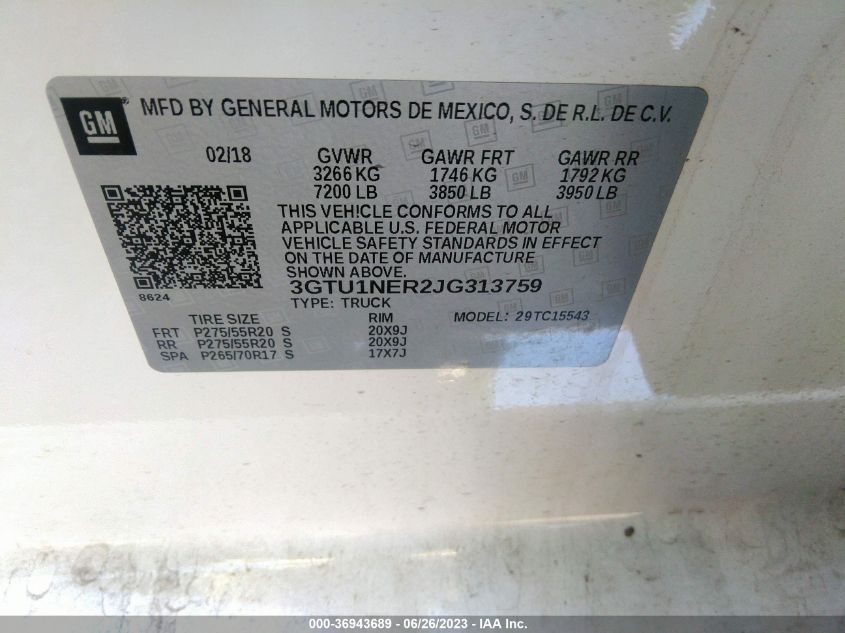 GM
MFD BY GENERAL MOTORS DE MEXICO, S. DE R.L. DE C.V.
02/18 GVWR GAWR FRT GAWR RR
3266 KG 1746 KG 1792 KG
7200 LB 3850 LB 3950 LB
THIS VEHICLE CONFORMS TO ALL
APPLICABLE U.S. FEDERAL MOTOR
VEHICLE SAFETY STANDARDS IN EFFECT
ON THE DATE OF MANUFACTURE
SHOWN ABOVE.
8624 3GTU1NER2JG313759
TYPE: TRUCK
TIRE SIZE RIM MODEL: 29TC15543
FRT P275/55R20 S 20X9J
RR P275/55R20 S 20X9J
SPA P265/70R17 S 17X7J
000-36943689 - 06/26/2023 - IAA Inc.